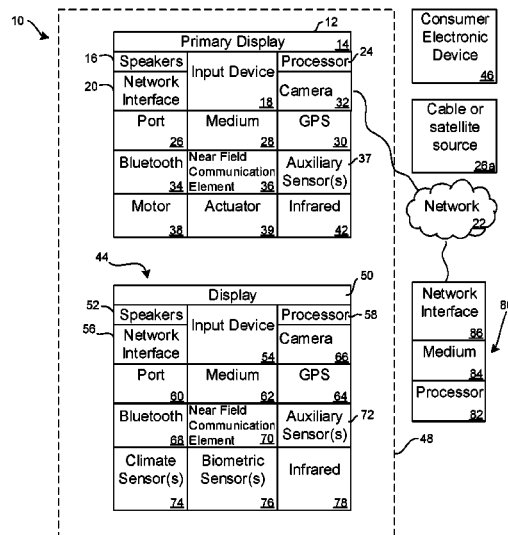 10
12
Primary Display
14
16
Speakers
Processor
24
20
Network
Interface
Input Device
18
Camera
32
Port
26
Medium
28
GPS
30
Bluetooth
34
Near Field
Communication
Element
36
Auxiliary
Sensor(s)
37
Motor
38
Actuator
39
Infrared
42
Consumer
Electronic
Device
46
Cable or
satellite
source
26a
Network
22
44
Display
50
52
Speakers
Processor
58
56
Network
Interface
Input Device
54
Camera
66
Port
60
Medium
62
GPS
64
Bluetooth
68
Near Field
Communication
Element
70
Auxiliary
Sensor(s)
72
Climate
Sensor(s)
74
Biometric
Sensor(s)
76
Infrared
78
48
Network
Interface
86
Medium
84
Processor
82